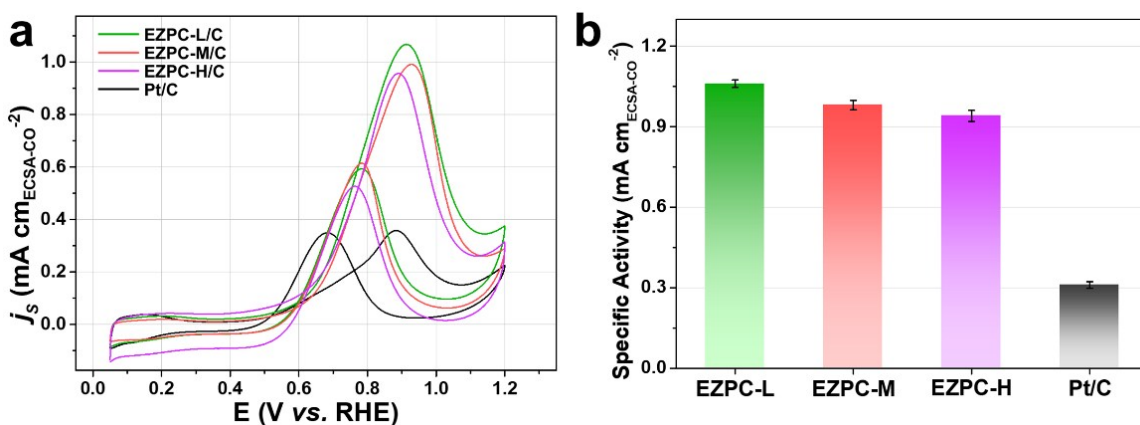 a
EZPC-L/C
EZPC-M/C
EZPC-H/C
Pt/C
js (mA cmECSA-CO-2)
1.0
0.8
0.6
0.4
0.2
0.0
0.0 0.2 0.4 0.6 0.8 1.0 1.2
E (V vs. RHE)
b
Specific Activity (mA cmECSA-CO-2)
1.2
0.9
0.6
0.3
0.0
EZPC-L EZPC-M EZPC-H Pt/C